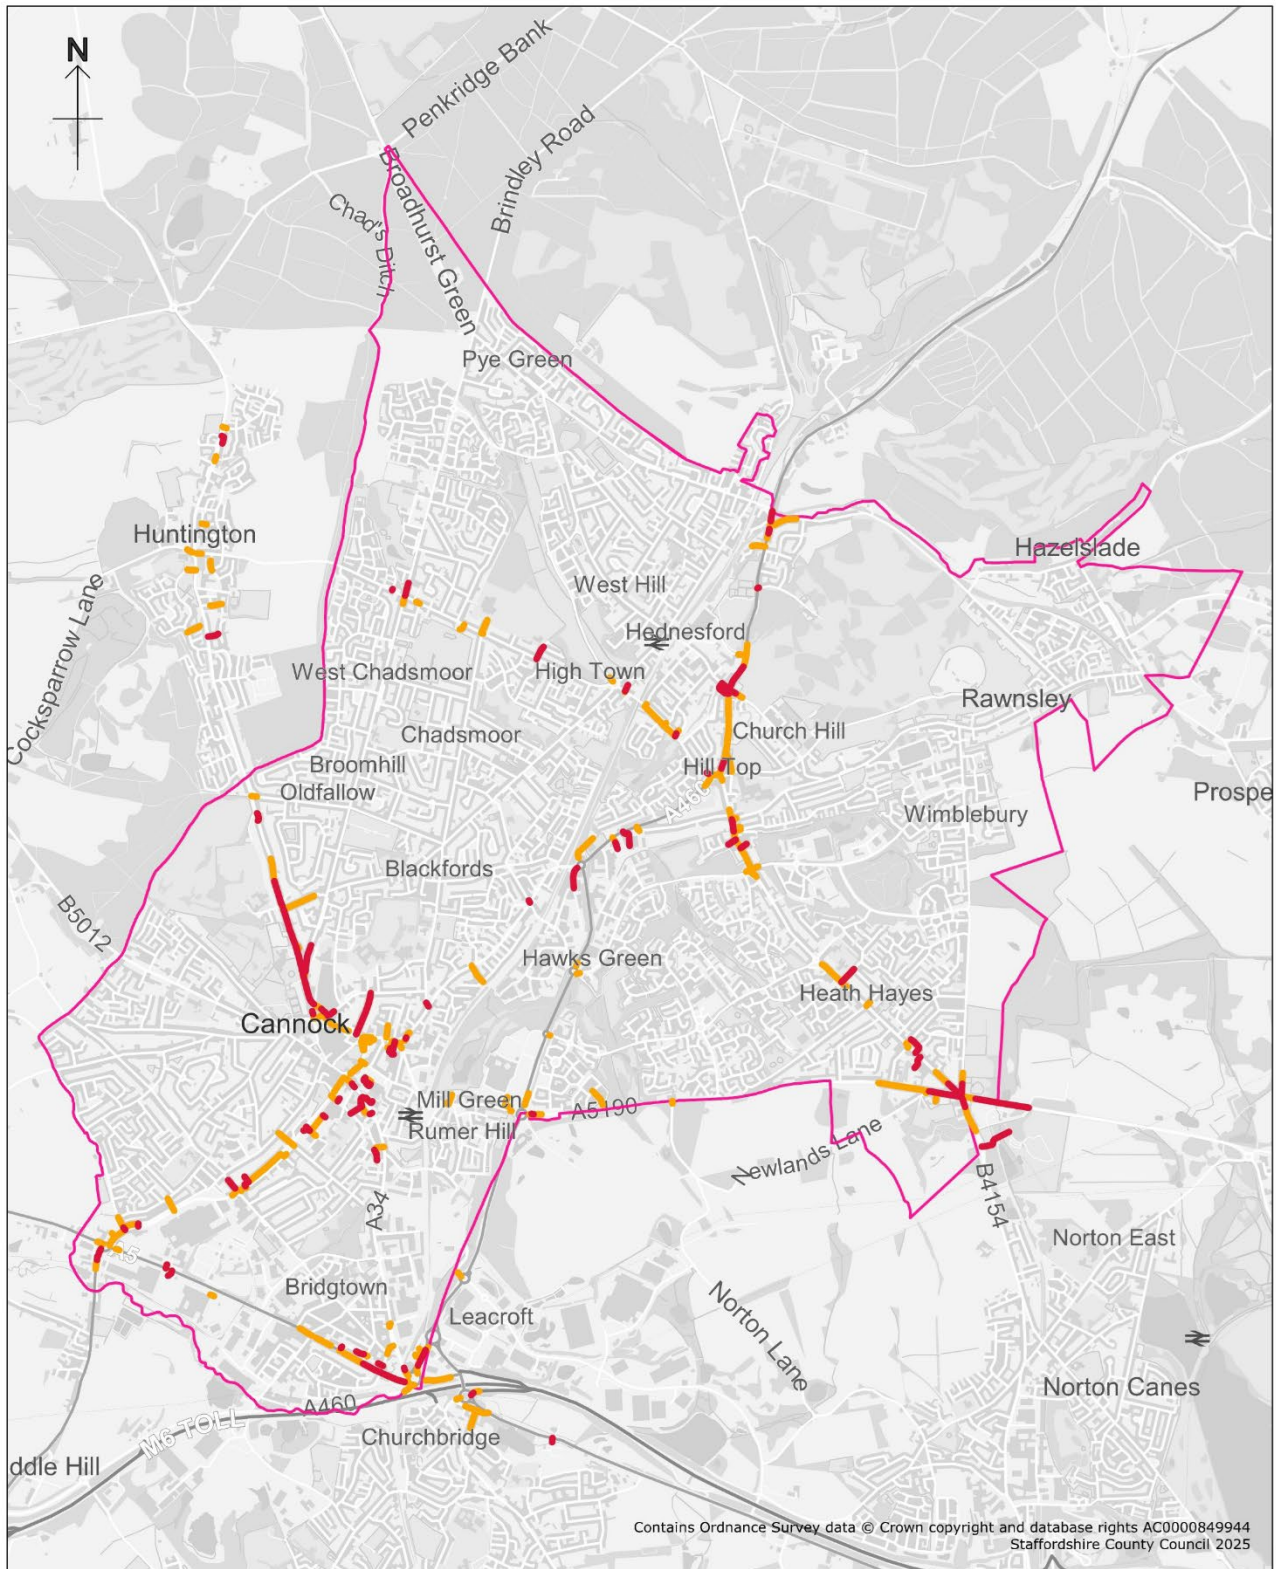 N
Penkridge Bank
Brindley Road
Broadhurst Green
Chad's Ditch
Pye Green
Huntington
Hazelslade
West Hill
Cocksparrow Lane
Hednesford
West Chadsmoor
High Town
Rawnsley
Chadsmoor
Church Hill
Broomhill
Hill Top
Oldfallow
A460
Prospe
Wimblebury
Blackfords
B5012
Hawks Green
Heath Hayes
Cannock
Mill Green
A5190
Rumer Hill
Newlands Lane
B4154
A34
Norton East
A5
Bridgtown
Leacroft
Norton Lane
Norton Canes
A460
M6 TOLL
Churchbridge
ddle Hill
Contains Ordnance Survey data © Crown copyright and database rights AC0000849944
Staffordshire County Council 2025